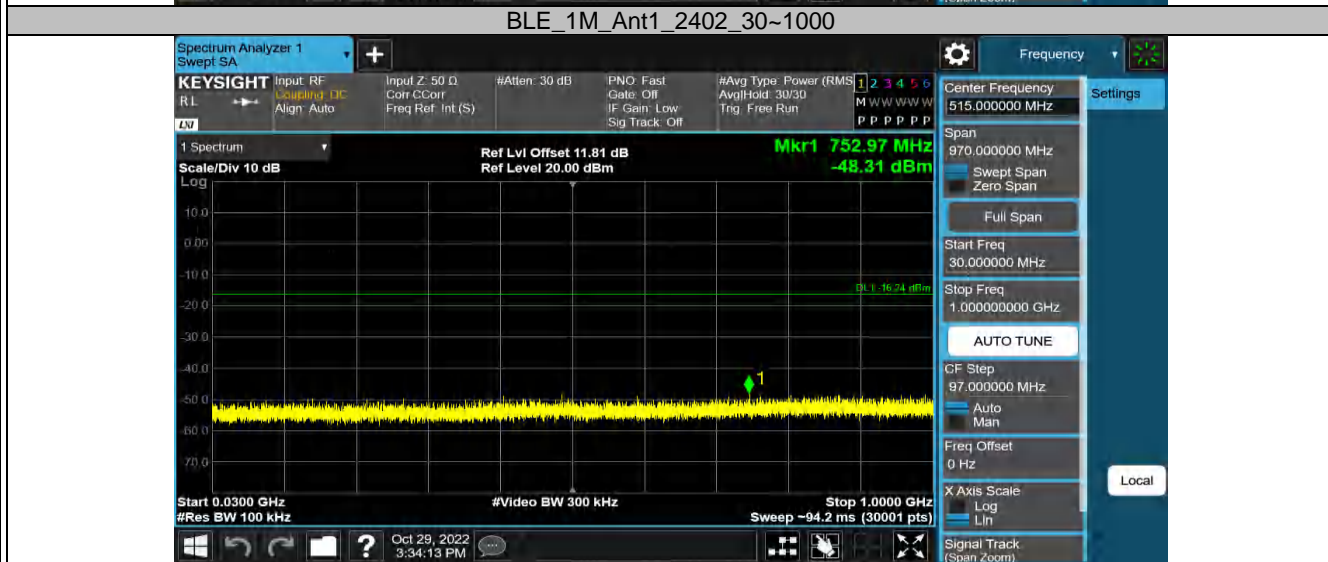 (Span Zoom)
BLE_1M_Ant1_2402_30~1000
Spectrum Analyzer 1
Swept SA
Frequency
KEYSIGHT
RL
LXI
Input: RF
Coupling: DC
Align: Auto
Input Z: 50 Ω
Corr CCorr
Freq Ref: Int (S)
#Atten: 30 dB
PNO: Fast
Gate: Off
IF Gain: Low
Sig Track: Off
#Avg Type: Power (RMS
Avg|Hold: 30/30
Trig: Free Run
1 2 3 4 5 6
M W W W W W
P P P P P P
Center Frequency
515.000000 MHz
Settings
Span
970.000000 MHz
Swept Span
Zero Span
Full Span
Start Freq
30.000000 MHz
Stop Freq
1.000000000 GHz
AUTO TUNE
CF Step
97.000000 MHz
Auto
Man
Freq Offset
0 Hz
X Axis Scale
Log
Lin
Signal Track
(Span Zoom)
Local
1 Spectrum
Scale/Div 10 dB
Log
Ref Lvl Offset 11.81 dB
Ref Level 20.00 dBm
Mkr1 752.97 MHz
-48.31 dBm
10.0
0.00
-10.0
DL1 -16.24 dBm
-20.0
-30.0
-40.0
1
-50.0
-60.0
-70.0
Start 0.0300 GHz
#Res BW 100 kHz
#Video BW 300 kHz
Stop 1.0000 GHz
Sweep ~94.2 ms (30001 pts)
?
Oct 29, 2022
3:34:13 PM